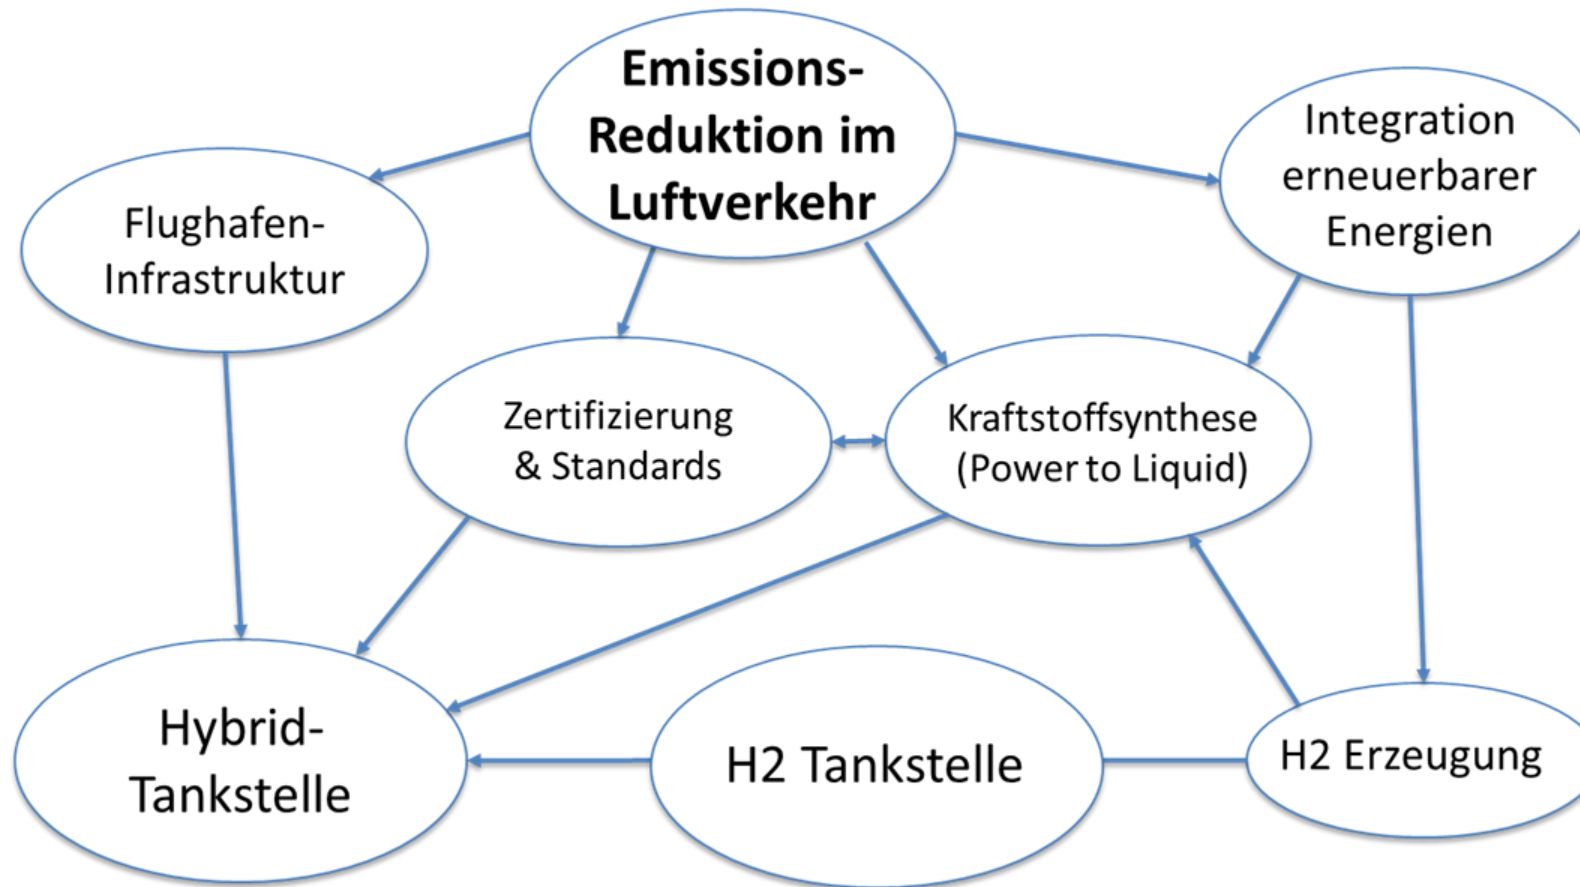 Emissions-
Reduktion im
Luftverkehr
Integration
erneuerbarer
Energien
Flughafen-
Infrastruktur
Zertifizierung
& Standards
Kraftstoffsynthese
(Power to Liquid)
Hybrid-
Tankstelle
H2 Tankstelle
H2 Erzeugung